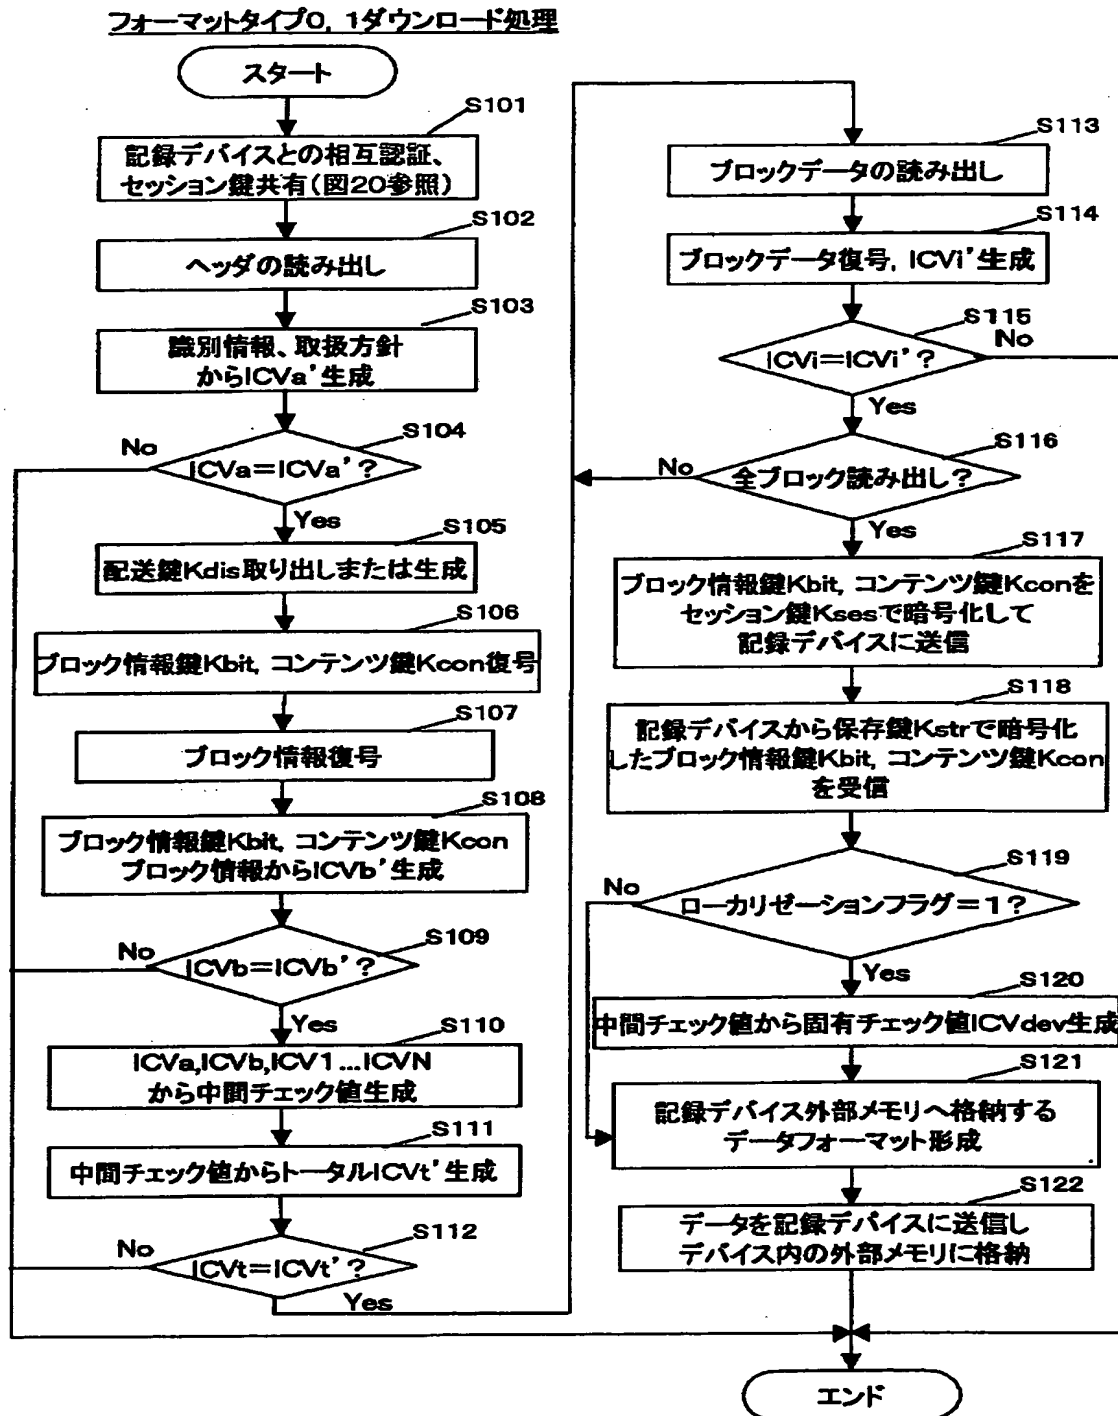 フォーマットタイプ0, 1ダウンロード処理
スタート
S101
記録デバイスとの相互認証、
セッション鍵共有(図20参照)
S102
ヘッダの読み出し
S103
識別情報、取扱方針
からICVa'生成
S104
ICVa=ICVa'?
No
Yes
S105
配送鍵Kdis取り出しまたは生成
S106
ブロック情報鍵Kbit, コンテンツ鍵Kcon復号
S107
ブロック情報復号
S108
ブロック情報鍵Kbit, コンテンツ鍵Kcon
ブロック情報からICVb'生成
S109
No
ICVb=ICVb'?
Yes
S110
ICVa,ICVb,ICV1...ICVN
から中間チェック値生成
S111
中間チェック値からトータルICVt'生成
S112
No
ICVt=ICVt'?
Yes
S113
ブロックデータの読み出し
S114
ブロックデータ復号, ICVi'生成
S115
ICVi=ICVi'?
No
Yes
S116
No
全ブロック読み出し?
Yes
S117
ブロック情報鍵Kbit, コンテンツ鍵Kconを
セッション鍵Ksesで暗号化して
記録デバイスに送信
S118
記録デバイスから保存鍵Kstrで暗号化
したブロック情報鍵Kbit, コンテンツ鍵Kcon
を受信
S119
No
ローカリゼーションフラグ=1?
Yes
S120
中間チェック値から固有チェック値ICVdev生成
S121
記録デバイス外部メモリへ格納する
データフォーマット形成
S122
データを記録デバイスに送信し
デバイス内の外部メモリに格納
エンド